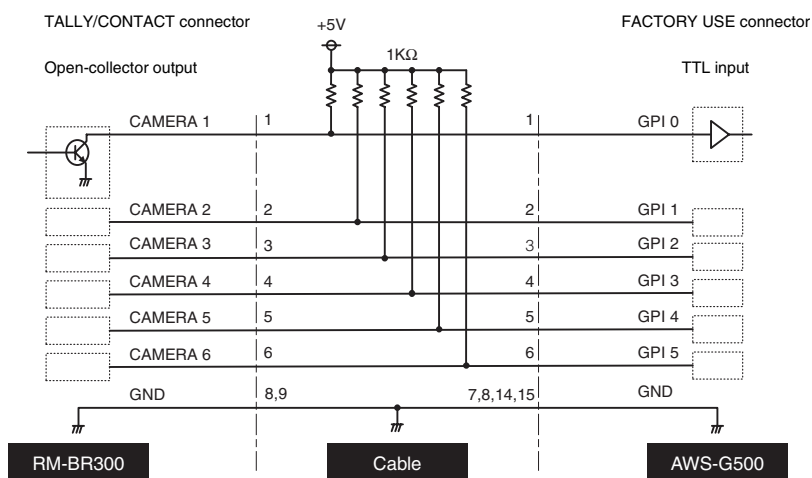 TALLY/CONTACT connector
+5V
FACTORY USE connector
Open-collector output
1KΩ
TTL input
CAMERA 1 1 1 GPI 0
CAMERA 2 2 2 GPI 1
CAMERA 3 3 3 GPI 2
CAMERA 4 4 4 GPI 3
CAMERA 5 5 5 GPI 4
CAMERA 6 6 6 GPI 5
GND 8,9 7,8,14,15 GND
RM-BR300 Cable AWS-G500